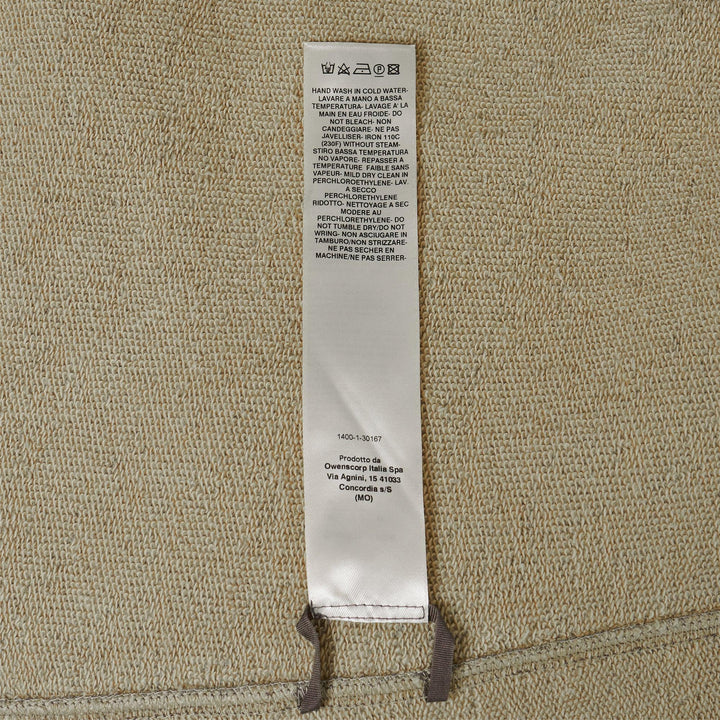 HAND WASH IN COLD WATER-
LAVARE A MANO A BASSA
TEMPERATURA- LAVAGE A' LA
MAIN EN EAU FROIDE- DO
NOT BLEACH- NON
CANDEGGIARE- NE PAS
JAVELLISER- IRON 110C
(230F) WITHOUT STEAM-
STIRO BASSA TEMPERATURA
NO VAPORE- REPASSER A
TEMPERATURE FAIBLE SANS
VAPEUR- MILD DRY CLEAN IN
PERCHLOROETHYLENE- LAV.
A SECCO
PERCHLORETHYLENE
RIDOTTO- NETTOYAGE A SEC
MODERE AU
PERCHLORETHYLENE- DO
NOT TUMBLE DRY/DO NOT
WRING- NON ASCIUGARE IN
TAMBURO/NON STRIZZARE-
NE PAS SECHER EN
MACHINE/NE PAS SERRER-
1400-1-30167
Prodotto da
Owenscorp Italia Spa
Via Agnini, 15 41033
Concordia s/S
(MO)